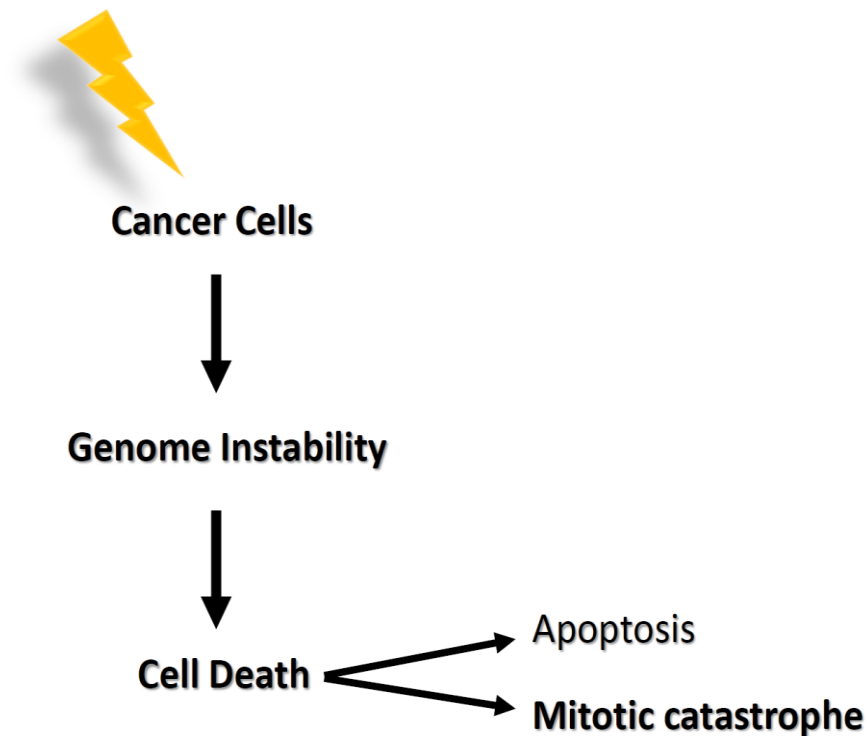 Cancer Cells
Genome Instability
Apoptosis
Cell Death
Mitotic catastrophe